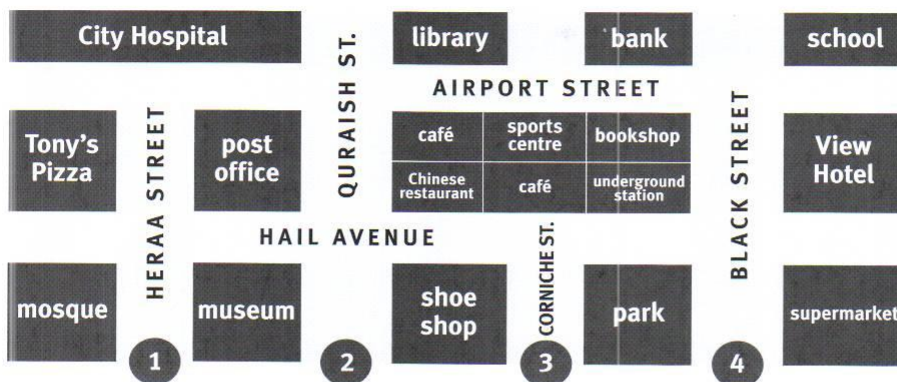 City Hospital
QURAISH ST.
library
bank
school
AIRPORT STREET
Tony's
Pizza
HERAA STREET
post
office
café
sports
centre
bookshop
Chinese
restaurant
café
underground
station
BLACK STREET
View
Hotel
HAIL AVENUE
mosque
museum
shoe
shop
CORNICHE ST.
park
supermarket
1
2
3
4